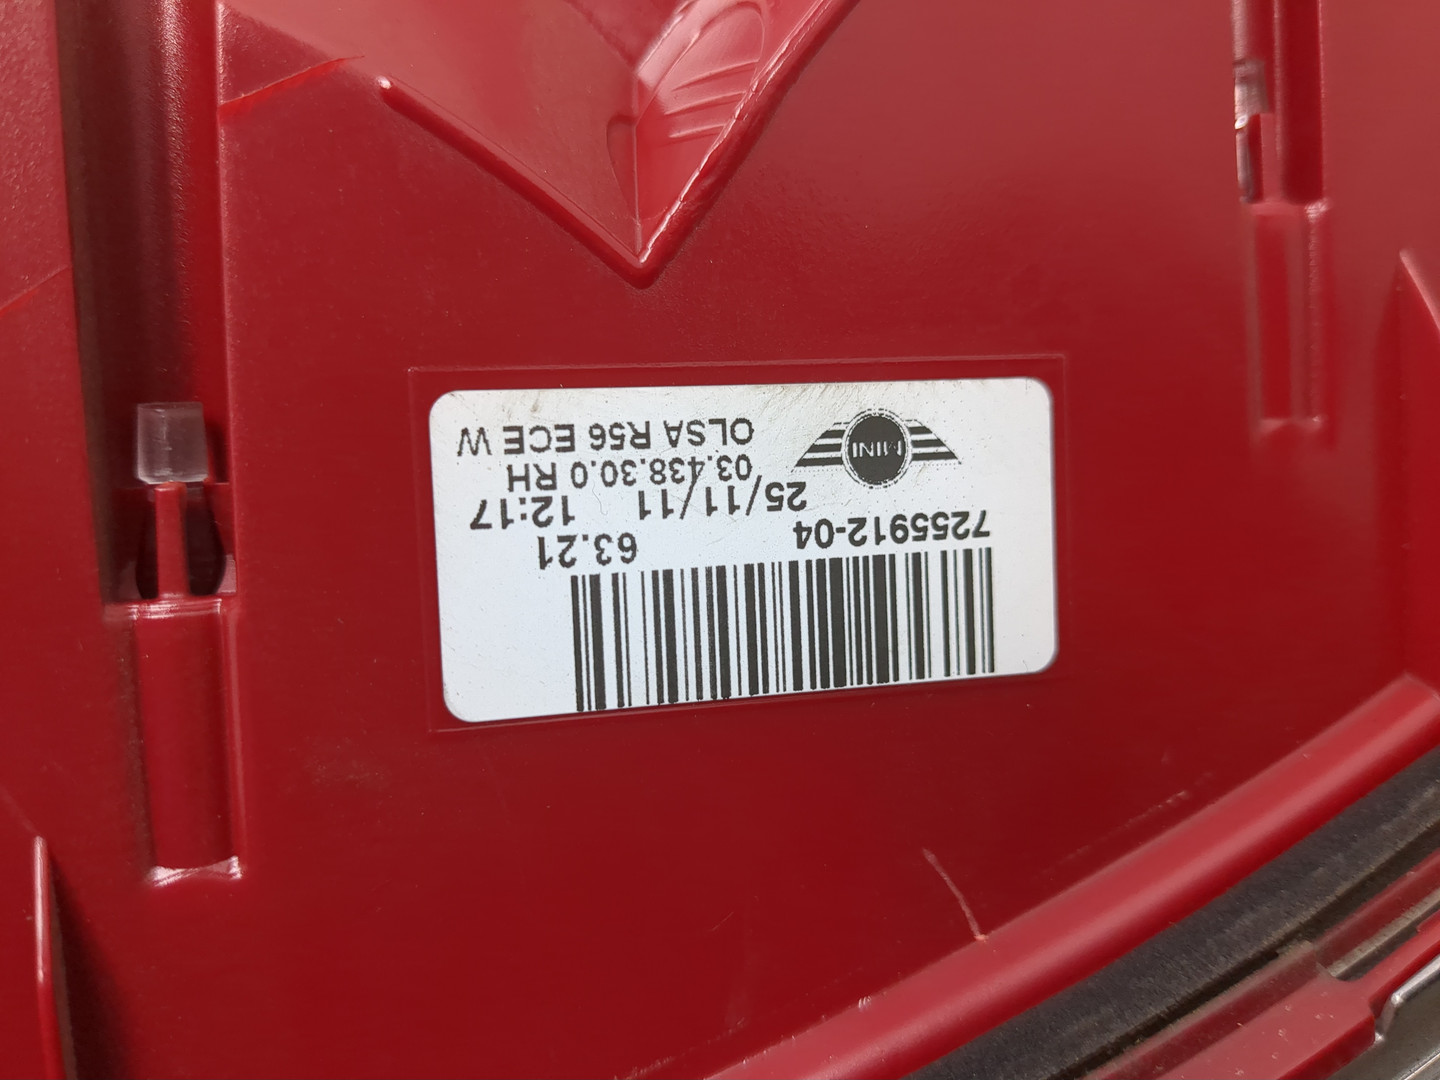 7255912-04 63.21
25/11/11 12:17
03.438.30.0 RH
MINI OLSA R56 ECE W